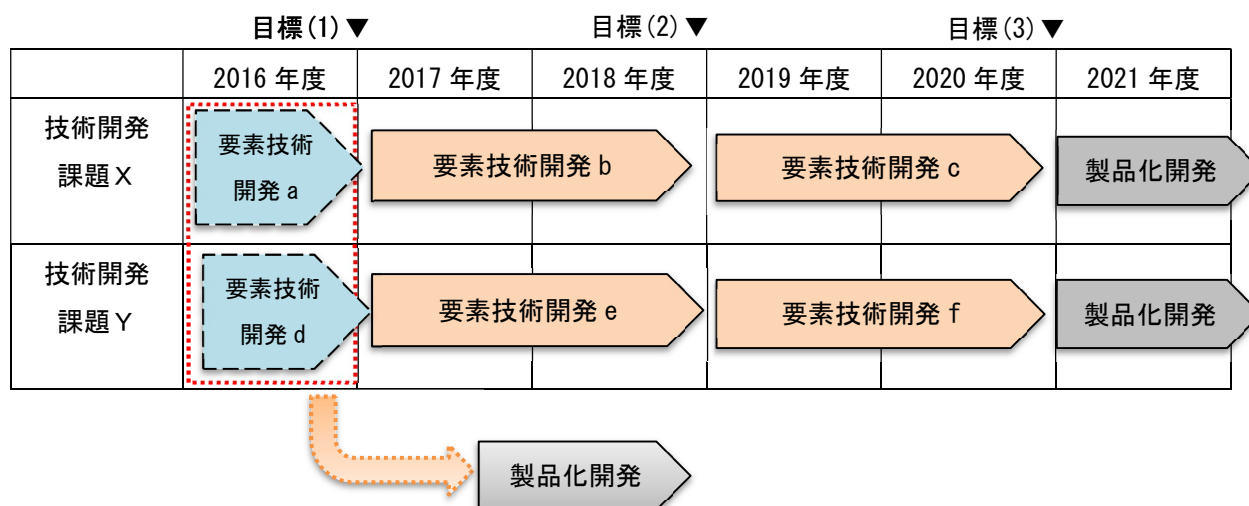 目標(1)▼ 目標(2)▼ 目標(3)▼
2016 年度 2017 年度 2018 年度 2019 年度 2020 年度 2021 年度
技術開発
課題X
要素技術
開発 a
要素技術開発 b
要素技術開発 c
製品化開発
技術開発
課題Y
要素技術
開発 d
要素技術開発 e
要素技術開発 f
製品化開発
製品化開発